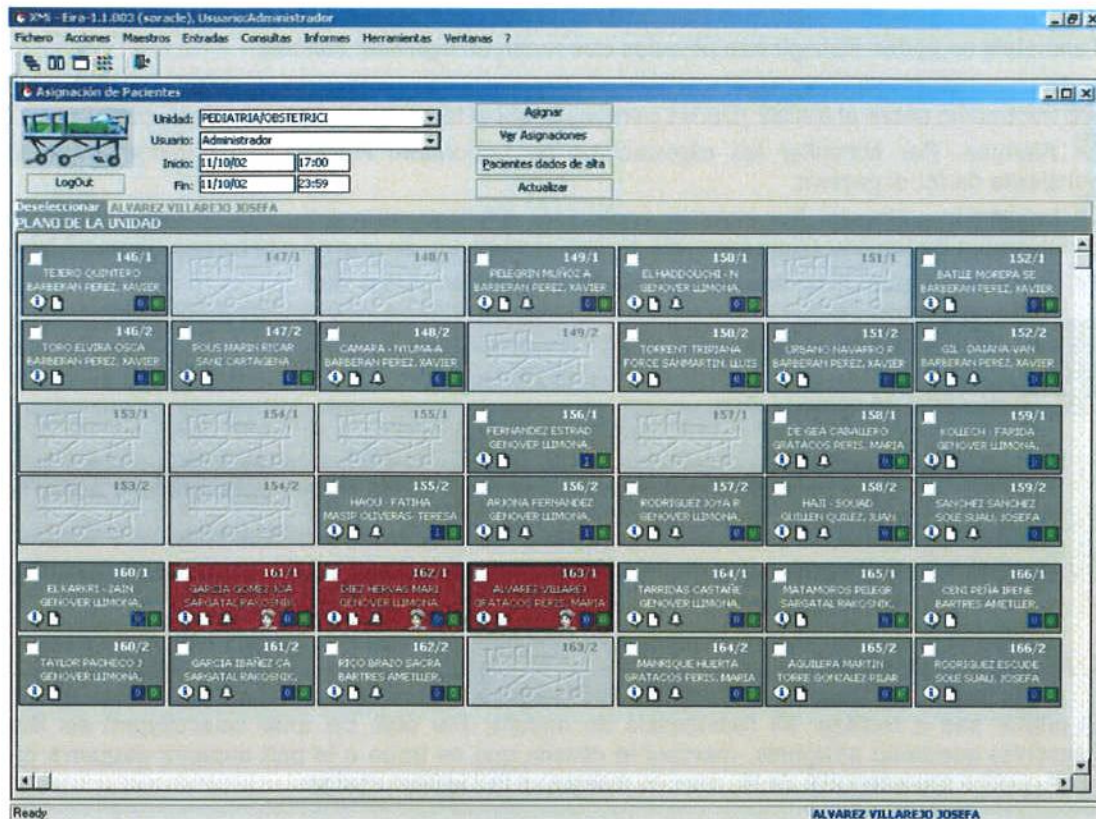 XMI - Eira-1.1.003 (soracle), Usuario:Administrador
Fichero Acciones Maestros Entradas Consultas Informes Herramientas Ventanas ?
Asignación de Pacientes
Unidad: PEDIATRIA/OBSTETRICI
Usuario: Administrador
Inicio: 11/10/02 17:00
Fin: 11/10/02 23:59
LogOut
Asignar
Ver Asignaciones
Pacientes dados de alta
Actualizar
Deseleccionar ALVAREZ VILLAREJO JOSEFA
PLANO DE LA UNIDAD
146/1 147/1 148/1 149/1 150/1 151/1 152/1
TEJERO QUINTERO PELEGRIN MUÑOZ A EL HADDOUCHI - N BATLLE MORERA SE
BARBERAN PEREZ, XAVIER BARBERAN PEREZ, XAVIER GENOVER LLIMONA, BARBERAN PEREZ, XAVIER
146/2 147/2 148/2 149/2 150/2 151/2 152/2
TORO ELVIRA OSCA ROUS MARIN RICAR CAMARA - NTUMA-A TORRENT TRIPIANA URBANO NAVARRO R GIL - DAIANA VAN
BARBERAN PEREZ, XAVIER SANZ CARTAGENA BARBERAN PEREZ, XAVIER FORCE SANMARTIN, LLUIS BARBERAN PEREZ, XAVIER BARBERAN PEREZ, XAVIER
153/1 154/1 155/1 156/1 157/1 158/1 159/1
FERNANDEZ ESTRAD DE GEA CABALLERO KOLLECH - FARIDA
GENOVER LLIMONA, GRATACOS PERIS, MARIA GENOVER LLIMONA,
153/2 154/2 155/2 156/2 157/2 158/2 159/2
HAOU - FATIHA ARJONA FERNANDEZ RODRIGUEZ JOYA R HAJI - SOUAD SANCHEZ SANCHEZ
MASIP OLIVERAS, TERESA GENOVER LLIMONA, GENOVER LLIMONA, GUILLEN QUILEZ, JUAN SOLE SUAU, JOSEFA
160/1 161/1 162/1 163/1 164/1 165/1 166/1
EL KARKRI - ZAIN GARCIA GOMEZ JOA DIEZ HERVAS MARI ALVAREZ VILLAREJ TARRIDAS CASTAÑE MATAMOROS PELEGR CENI PEÑA IRENE
GENOVER LLIMONA, SARGATAL RAKOSNIK, GENOVER LLIMONA, GRATACOS PERIS, MARIA GENOVER LLIMONA, SARGATAL RAKOSNIK, BARTRES AMETLLER,
160/2 161/2 162/2 163/2 164/2 165/2 166/2
TAYLOR PACHECO J GARCIA IBAÑEZ CA RICO BRAZO SACRA MANRIQUE HUERTA AGUILERA MARTIN RODRIGUEZ ESCUDE
GENOVER LLIMONA, SARGATAL RAKOSNIK, BARTRES AMETLLER, GRATACOS PERIS, MARIA TORRE GONZALEZ PILAR SOLE SUAU, JOSEFA
Ready ALVAREZ VILLAREJO JOSEFA